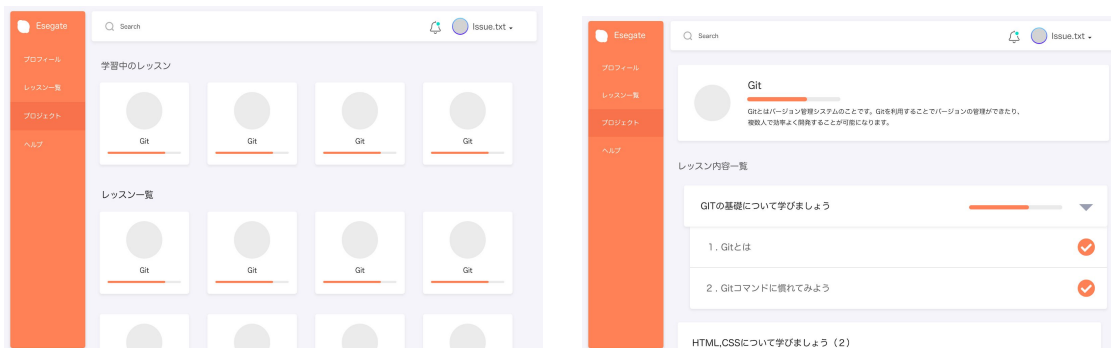 Esegate
Search
Issue.txt
プロフィール
レッスン一覧
プロジェクト
ヘルプ
学習中のレッスン
Git
Git
Git
Git
レッスン一覧
Git
Git
Git
Git
Esegate
Search
Issue.txt
プロフィール
レッスン一覧
プロジェクト
ヘルプ
Git
Gitとはバージョン管理システムのことです。Gitを利用することでバージョンの管理ができたり、
複数人で効率よく開発することが可能になります。
レッスン内容一覧
GITの基礎について学びましょう
1. Gitとは
2. Gitコマンドに慣れてみよう
HTML,CSSについて学びましょう（2）